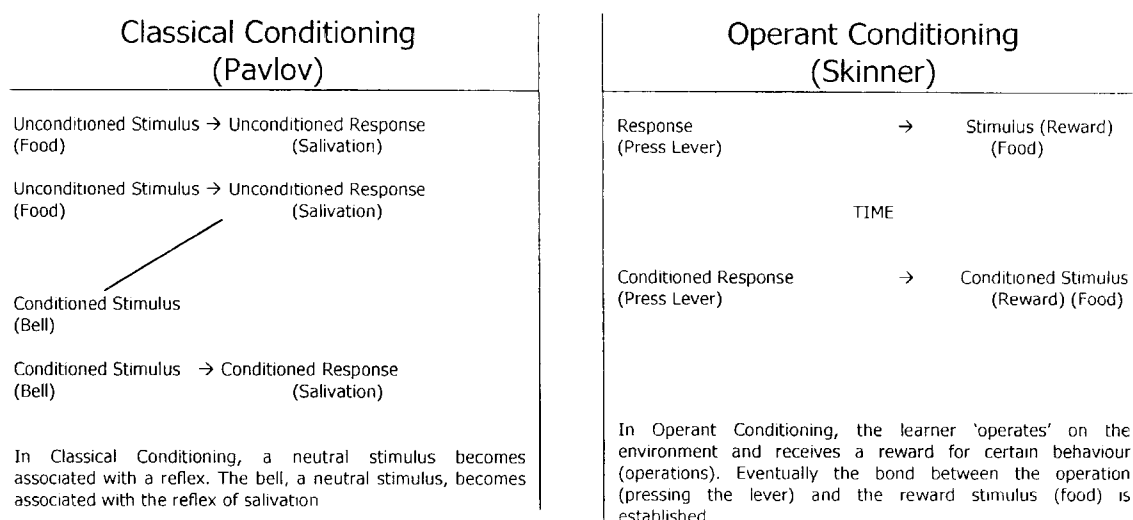 Classical Conditioning
(Pavlov)
Unconditioned Stimulus → Unconditioned Response
(Food) (Salivation)
Unconditioned Stimulus → Unconditioned Response
(Food) (Salivation)
Conditioned Stimulus
(Bell)
Conditioned Stimulus → Conditioned Response
(Bell) (Salivation)
In Classical Conditioning, a neutral stimulus becomes
associated with a reflex. The bell, a neutral stimulus, becomes
associated with the reflex of salivation
Operant Conditioning
(Skinner)
Response → Stimulus (Reward)
(Press Lever) (Food)
TIME
Conditioned Response → Conditioned Stimulus
(Press Lever) (Reward) (Food)
In Operant Conditioning, the learner 'operates' on the
environment and receives a reward for certain behaviour
(operations). Eventually the bond between the operation
(pressing the lever) and the reward stimulus (food) is
established